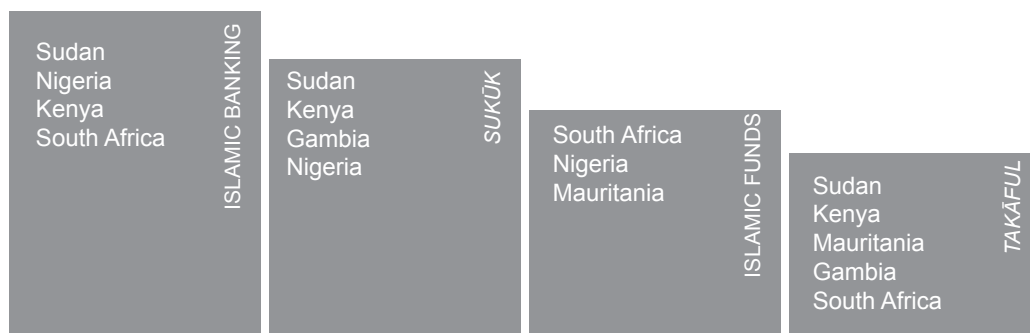 Sudan
Nigeria
Kenya
South Africa
ISLAMIC BANKING
Sudan
Kenya
Gambia
Nigeria
SUKŪK
South Africa
Nigeria
Mauritania
ISLAMIC FUNDS
Sudan
Kenya
Mauritania
Gambia
South Africa
TAKĀFUL